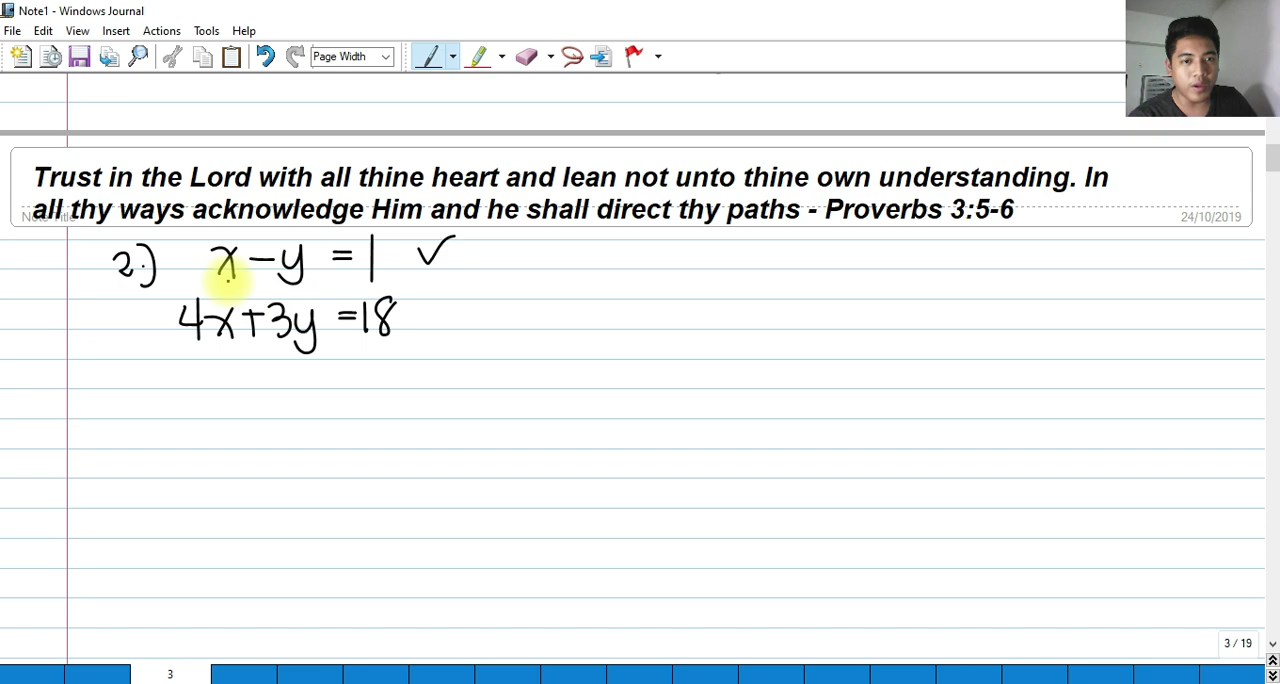 Note1 - Windows Journal
File Edit View Insert Actions Tools Help
Page Width
Trust in the Lord with all thine heart and lean not unto thine own understanding. In
all thy ways acknowledge Him and he shall direct thy paths - Proverbs 3:5-6
Note Title
24/10/2019
2.) x - y = 1 ✓
4x + 3y = 18
3 / 19
3